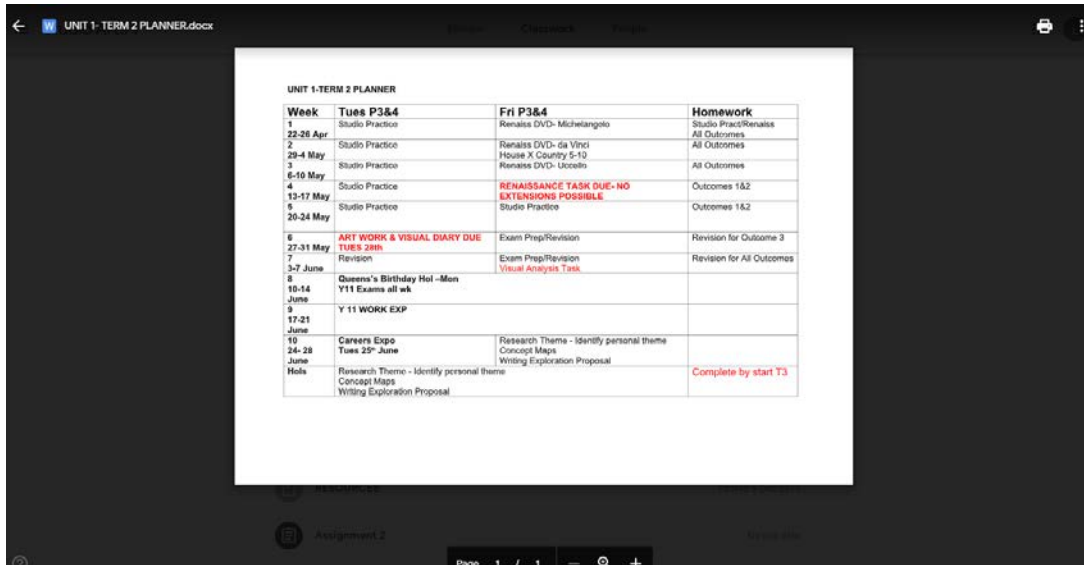 UNIT 1- TERM 2 PLANNER.docx
Classwork
People
UNIT 1-TERM 2 PLANNER
Week Tues P3&4 Fri P3&4 Homework
1 Studio Practice Renaiss DVD- Michelangelo Studio Pract/Renaiss
22-26 Apr All Outcomes
2 Studio Practice Renaiss DVD- da Vinci All Outcomes
29-4 May House X Country 5-10
3 Studio Practice Renaiss DVD- Uccello All Outcomes
6-10 May
4 Studio Practice RENAISSANCE TASK DUE- NO Outcomes 1&2
13-17 May EXTENSIONS POSSIBLE
5 Studio Practice Studio Practice Outcomes 1&2
20-24 May
6 ART WORK & VISUAL DIARY DUE Exam Prep/Revision Revision for Outcome 3
27-31 May TUES 28th
7 Revision Exam Prep/Revision Revision for All Outcomes
3-7 June Visual Analysis Task
8 Queens's Birthday Hol –Mon
10-14 Y11 Exams all wk
June
9 Y 11 WORK EXP
17-21
June
10 Careers Expo Research Theme - Identify personal theme
24- 28 Tues 25th June Concept Maps
June Writing Exploration Proposal
Hols Research Theme - Identify personal theme Complete by start T3
Concept Maps
Writing Exploration Proposal
RESOURCES
Assignment 2
Page 1 / 1